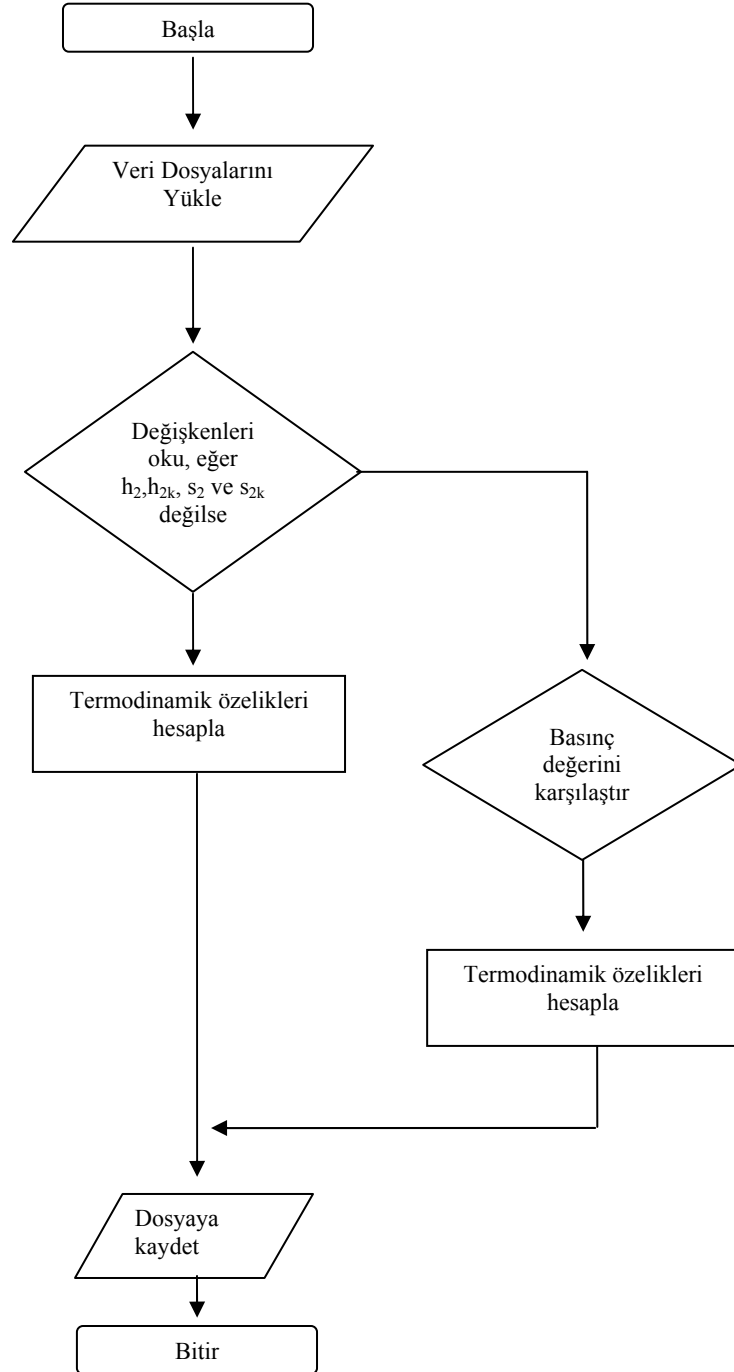 Başla
Veri Dosyalarını
Yükle
Değişkenleri
oku, eğer
h₂,h₂ₖ, s₂ ve s₂ₖ
değilse
Termodinamik özelikleri
hesapla
Basınç
değerini
karşılaştır
Termodinamik özelikleri
hesapla
Dosyaya
kaydet
Bitir